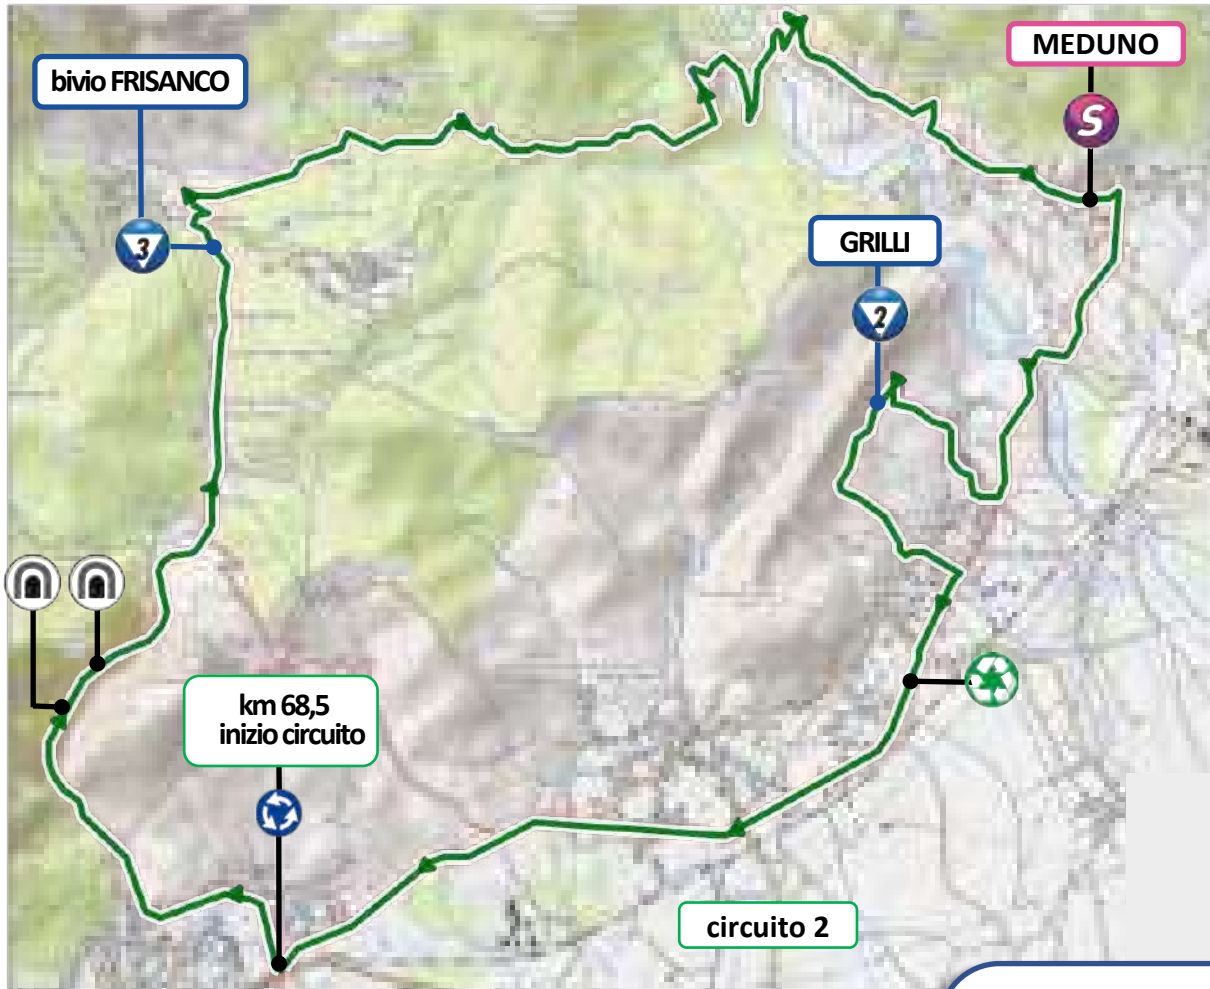 MEDUNO
bivio FRISANCO
S
GRILLI
3
2
km 68,5
inizio circuito
circuito 2